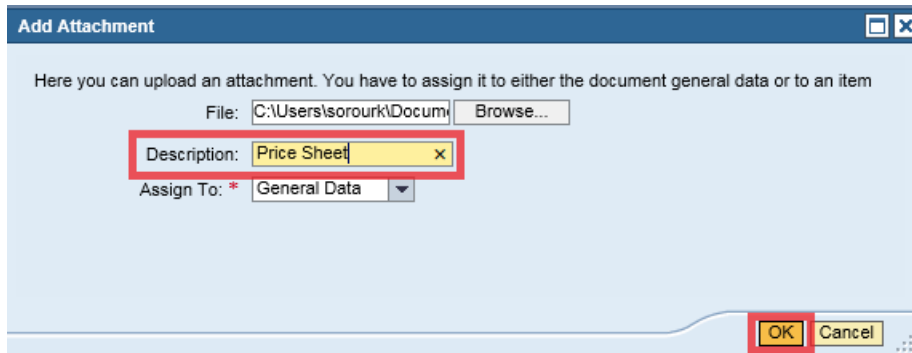 Add Attachment
Here you can upload an attachment. You have to assign it to either the document general data or to an item
File: C:\Users\sorourk\Docum Browse...
Description: Price Sheet
Assign To: * General Data
OK Cancel